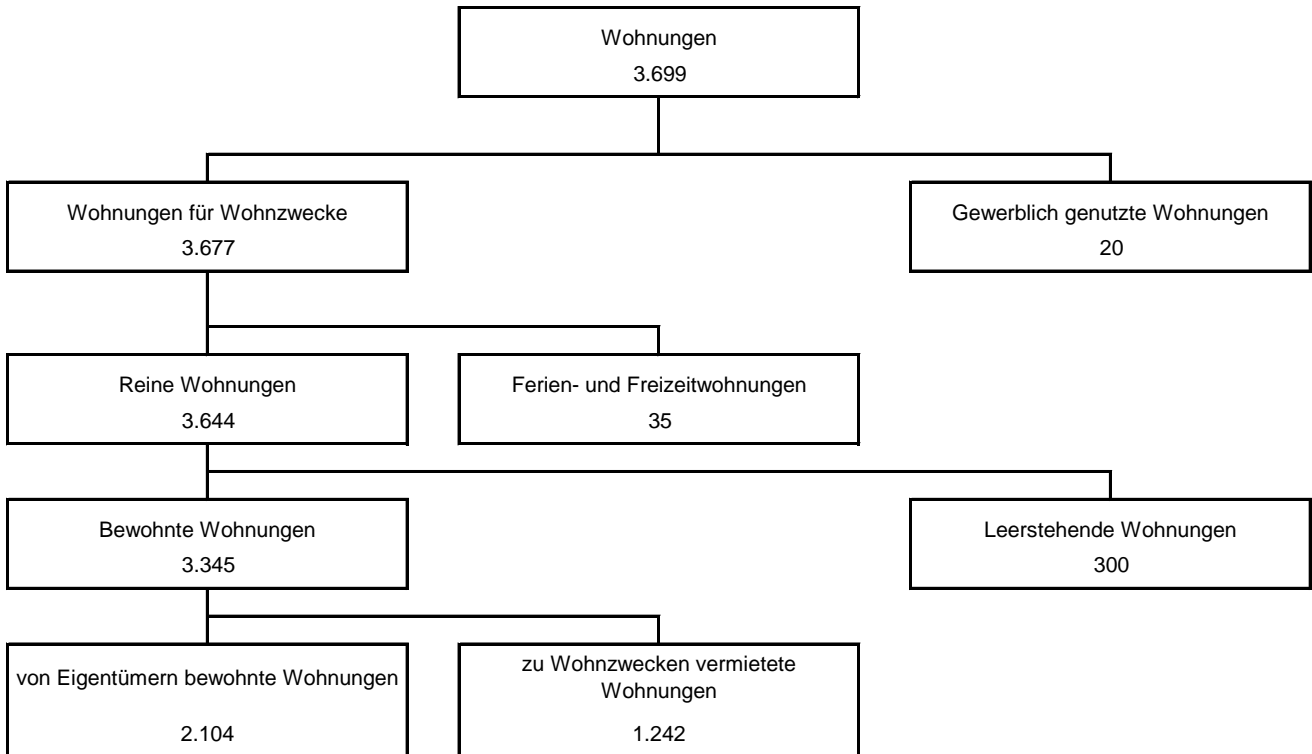 Wohnungen
3.699
Wohnungen für Wohnzwecke
3.677
Gewerblich genutzte Wohnungen
20
Reine Wohnungen
3.644
Ferien- und Freizeitwohnungen
35
Bewohnte Wohnungen
3.345
Leerstehende Wohnungen
300
von Eigentümern bewohnte Wohnungen
2.104
zu Wohnzwecken vermietete
Wohnungen
1.242